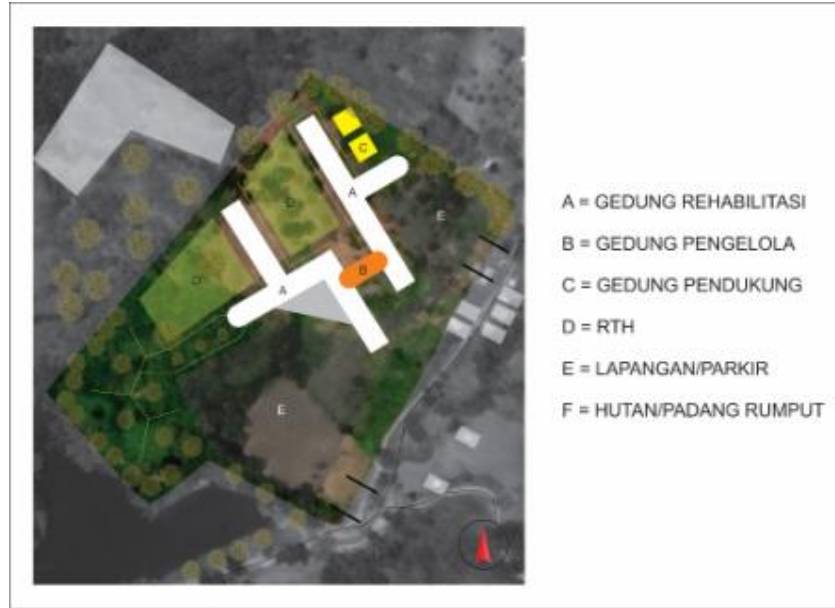 C
A
D
E
B
D
A
E
A = GEDUNG REHABILITASI
B = GEDUNG PENGELOLA
C = GEDUNG PENDUKUNG
D = RTH
E = LAPANGAN/PARKIR
F = HUTAN/PADANG RUMPUT